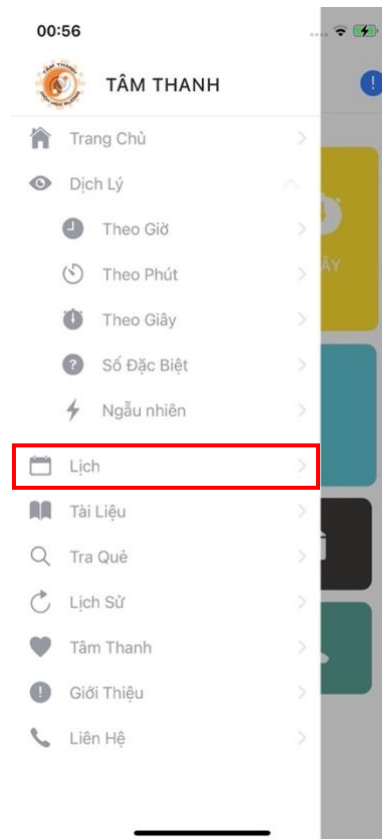 00:56
TÂM THANH
Trang Chủ
Dịch Lý
Theo Giờ
ÂY
Theo Phút
Theo Giây
Số Đặc Biệt
Ngẫu nhiên
Lịch
Tài Liệu
Tra Quẻ
Lịch Sử
Tâm Thanh
Giới Thiệu
Liên Hệ